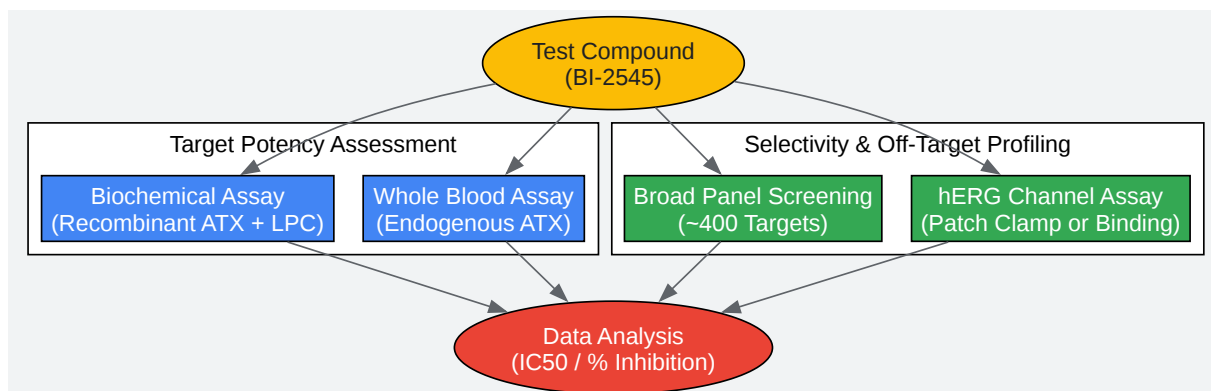 Test Compound
(BI-2545)
Target Potency Assessment
Selectivity & Off-Target Profiling
Biochemical Assay
(Recombinant ATX + LPC)
Whole Blood Assay
(Endogenous ATX)
Broad Panel Screening
(~400 Targets)
hERG Channel Assay
(Patch Clamp or Binding)
Data Analysis
(IC50 / % Inhibition)